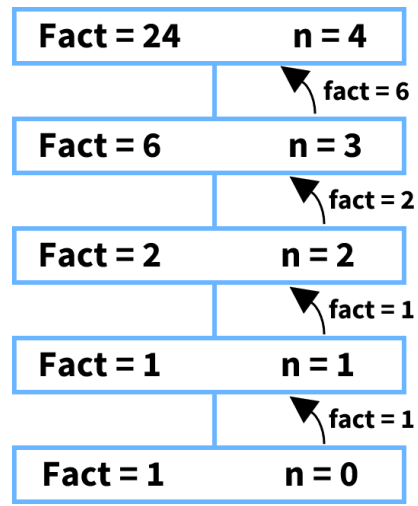 Fact = 24 n = 4
fact = 6
Fact = 6 n = 3
fact = 2
Fact = 2 n = 2
fact = 1
Fact = 1 n = 1
fact = 1
Fact = 1 n = 0